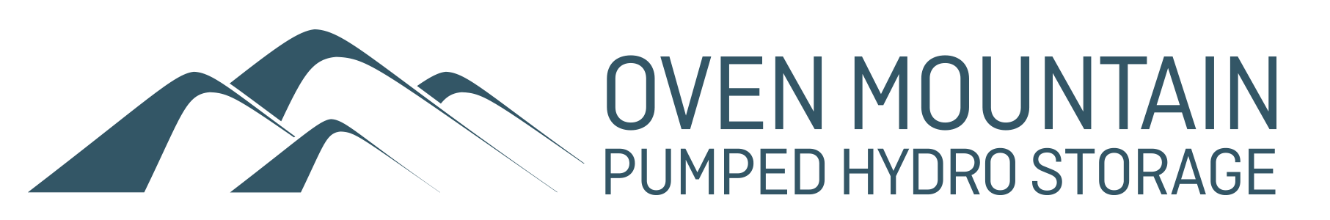 OVEN MOUNTAIN
PUMPED HYDRO STORAGE